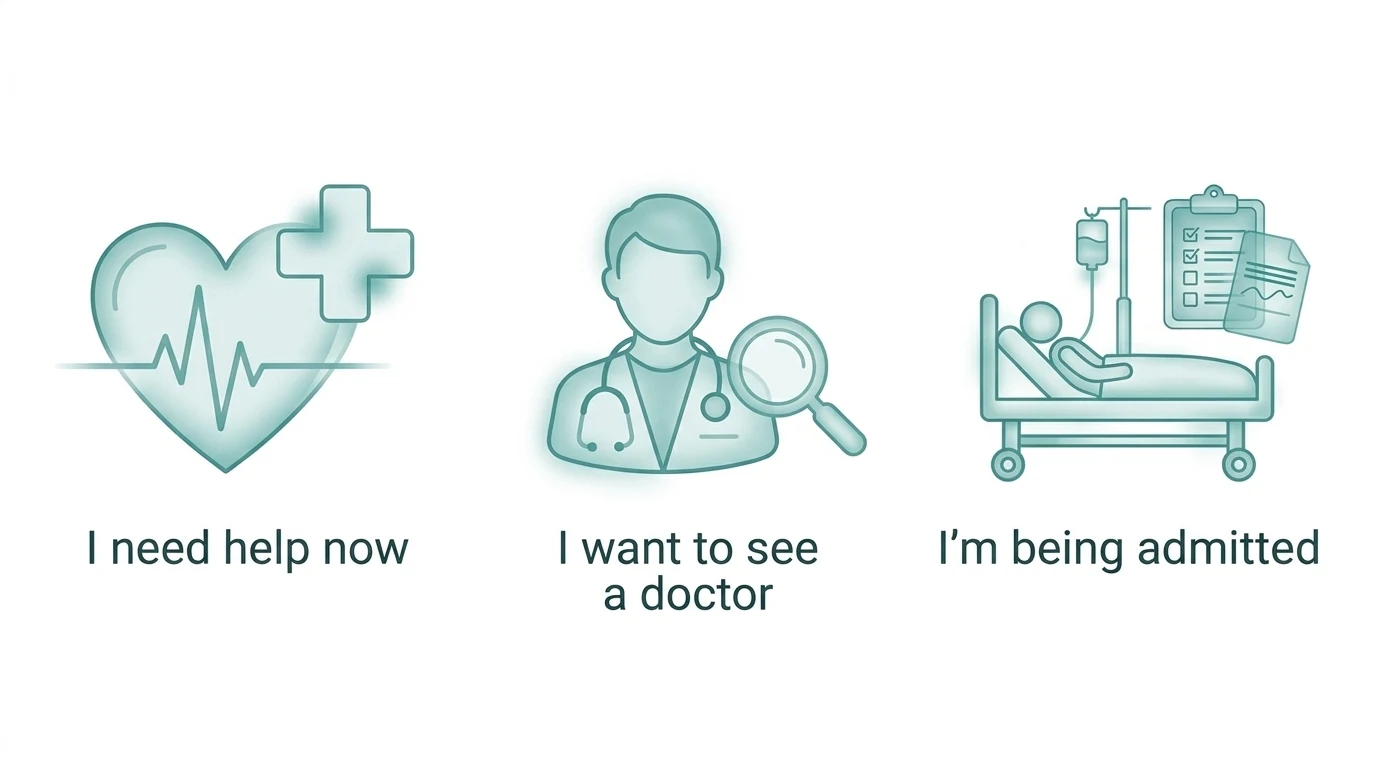 I need help now
I want to see
a doctor
I’m being admitted